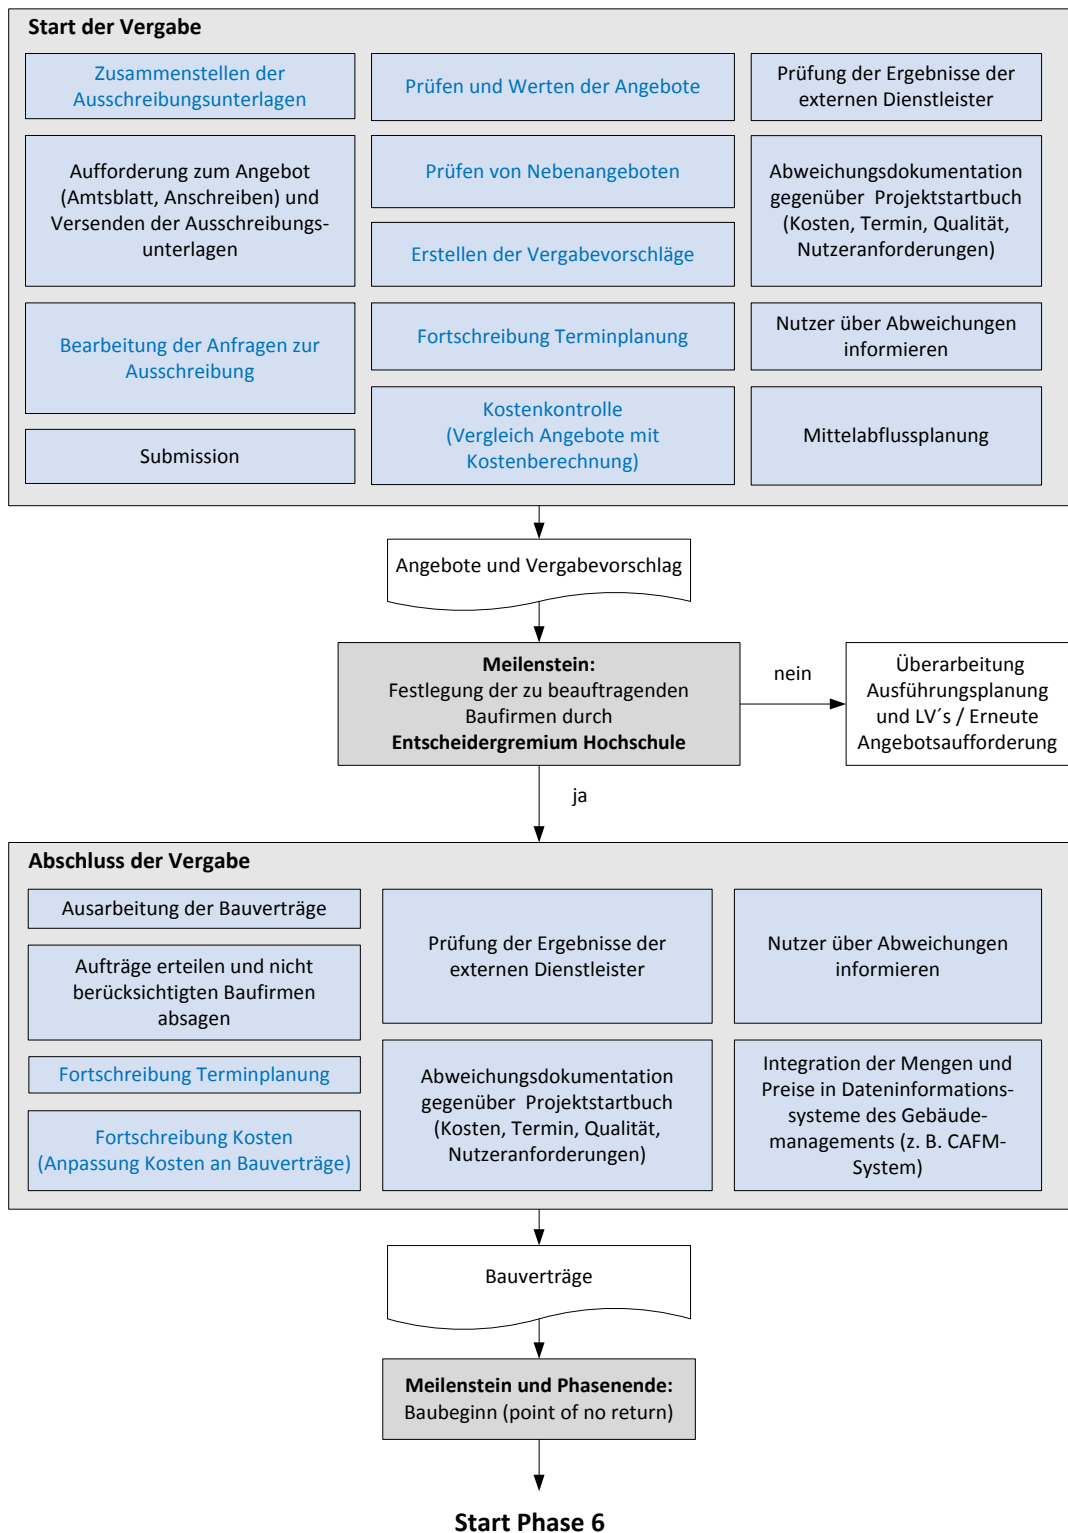 Start der Vergabe
Zusammenstellen der
Ausschreibungsunterlagen
Aufforderung zum Angebot
(Amtsblatt, Anschreiben) und
Versenden der Ausschreibungs-
unterlagen
Bearbeitung der Anfragen zur
Ausschreibung
Submission
Prüfen und Werten der Angebote
Prüfen von Nebenangeboten
Erstellen der Vergabevorschläge
Fortschreibung Terminplanung
Kostenkontrolle
(Vergleich Angebote mit
Kostenberechnung)
Prüfung der Ergebnisse der
externen Dienstleister
Abweichungsdokumentation
gegenüber Projektstartbuch
(Kosten, Termin, Qualität,
Nutzeranforderungen)
Nutzer über Abweichungen
informieren
Mittelabflussplanung
Angebote und Vergabevorschlag
Meilenstein:
Festlegung der zu beauftragenden
Baufirmen durch
Entscheidergremium Hochschule
nein
Überarbeitung
Ausführungsplanung
und LV´s / Erneute
Angebotsaufforderung
ja
Abschluss der Vergabe
Ausarbeitung der Bauverträge
Aufträge erteilen und nicht
berücksichtigten Baufirmen
absagen
Fortschreibung Terminplanung
Fortschreibung Kosten
(Anpassung Kosten an Bauverträge)
Prüfung der Ergebnisse der
externen Dienstleister
Abweichungsdokumentation
gegenüber Projektstartbuch
(Kosten, Termin, Qualität,
Nutzeranforderungen)
Nutzer über Abweichungen
informieren
Integration der Mengen und
Preise in Dateninformations-
systeme des Gebäude-
managements (z. B. CAFM-
System)
Bauverträge
Meilenstein und Phasenende:
Baubeginn (point of no return)
Start Phase 6